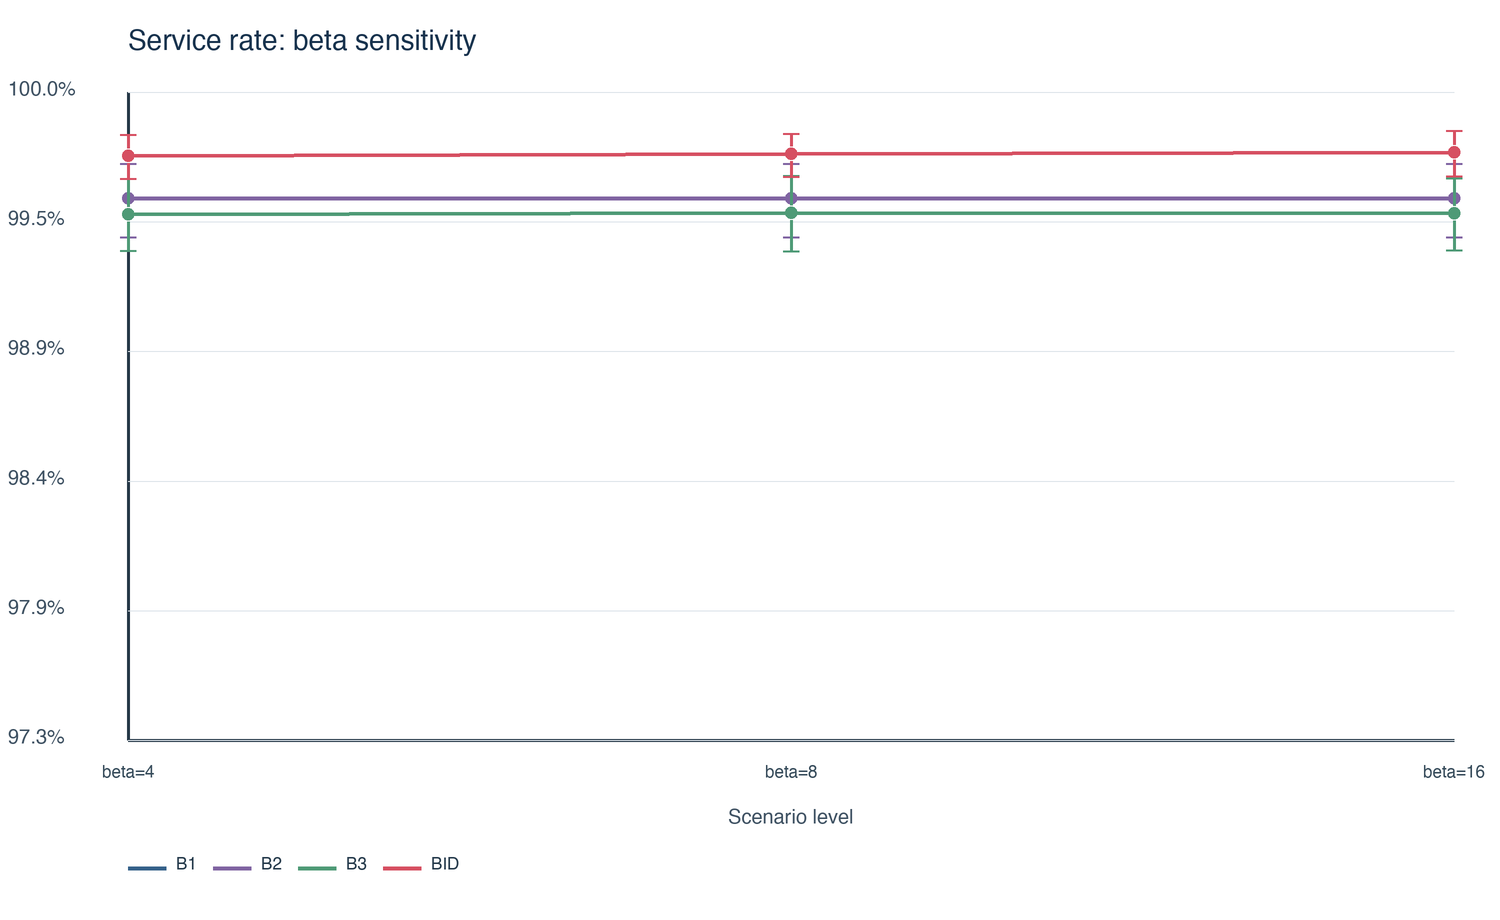 Service rate: beta sensitivity
100.0%
99.5%
98.9%
98.4%
97.9%
97.3%
beta=4 beta=8 beta=16
Scenario level
B1 B2 B3 BID